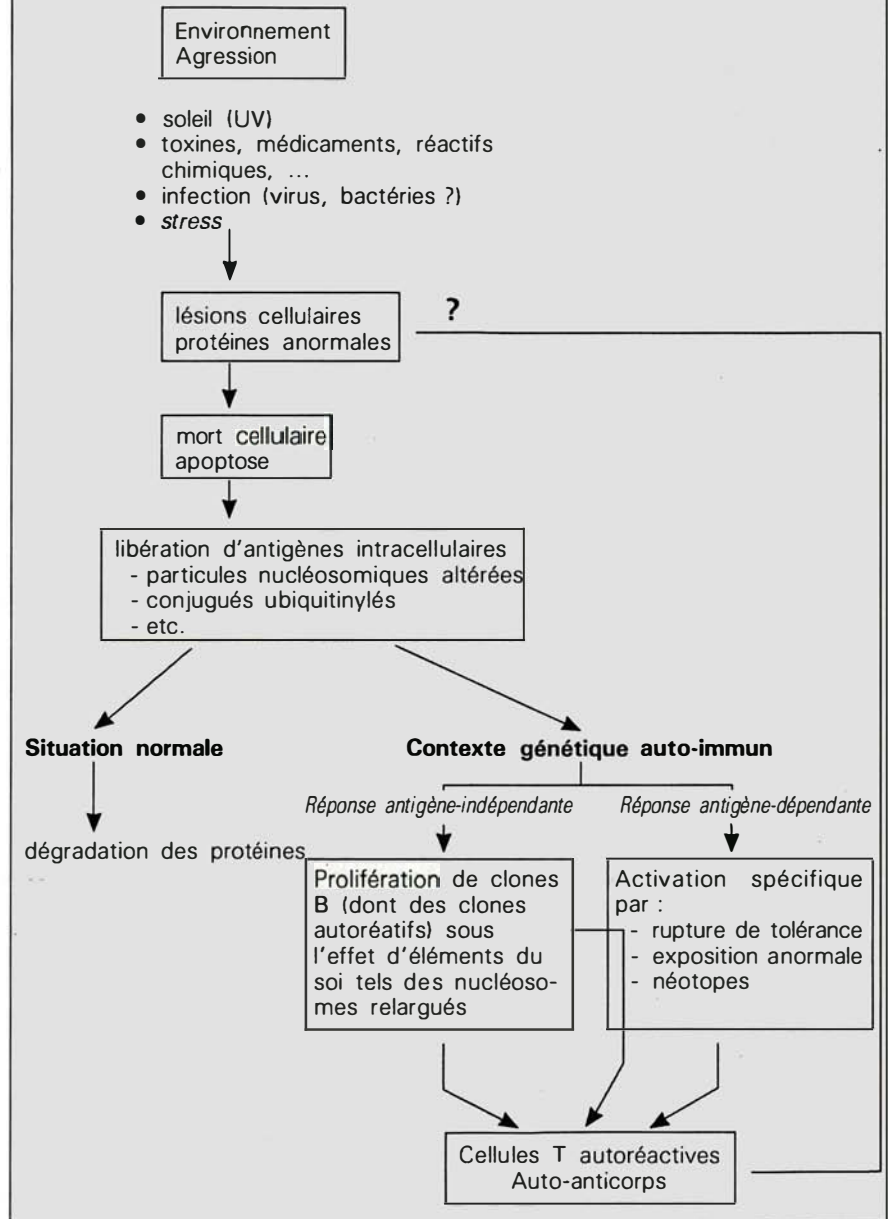 Environnement
Agression
• soleil (UV)
• toxines, médicaments, réactifs
chimiques, ...
• infection (virus, bactéries ?)
• stress
lésions cellulaires
protéines anormales
?
mort cellulaire
apoptose
libération d'antigènes intracellulaires
- particules nucléosomiques altérées
- conjugués ubiquitinylés
- etc.
Situation normale
Contexte génétique auto-immun
Réponse antigène-indépendante
Réponse antigène-dépendante
dégradation des protéines
Prolifération de clones
B (dont des clones
autoréatifs) sous
l'effet d'éléments du
soi tels des nucléoso-
mes relargués
Activation spécifique
par :
- rupture de tolérance
- exposition anormale
- néotopes
Cellules T autoréactives
Auto-anticorps